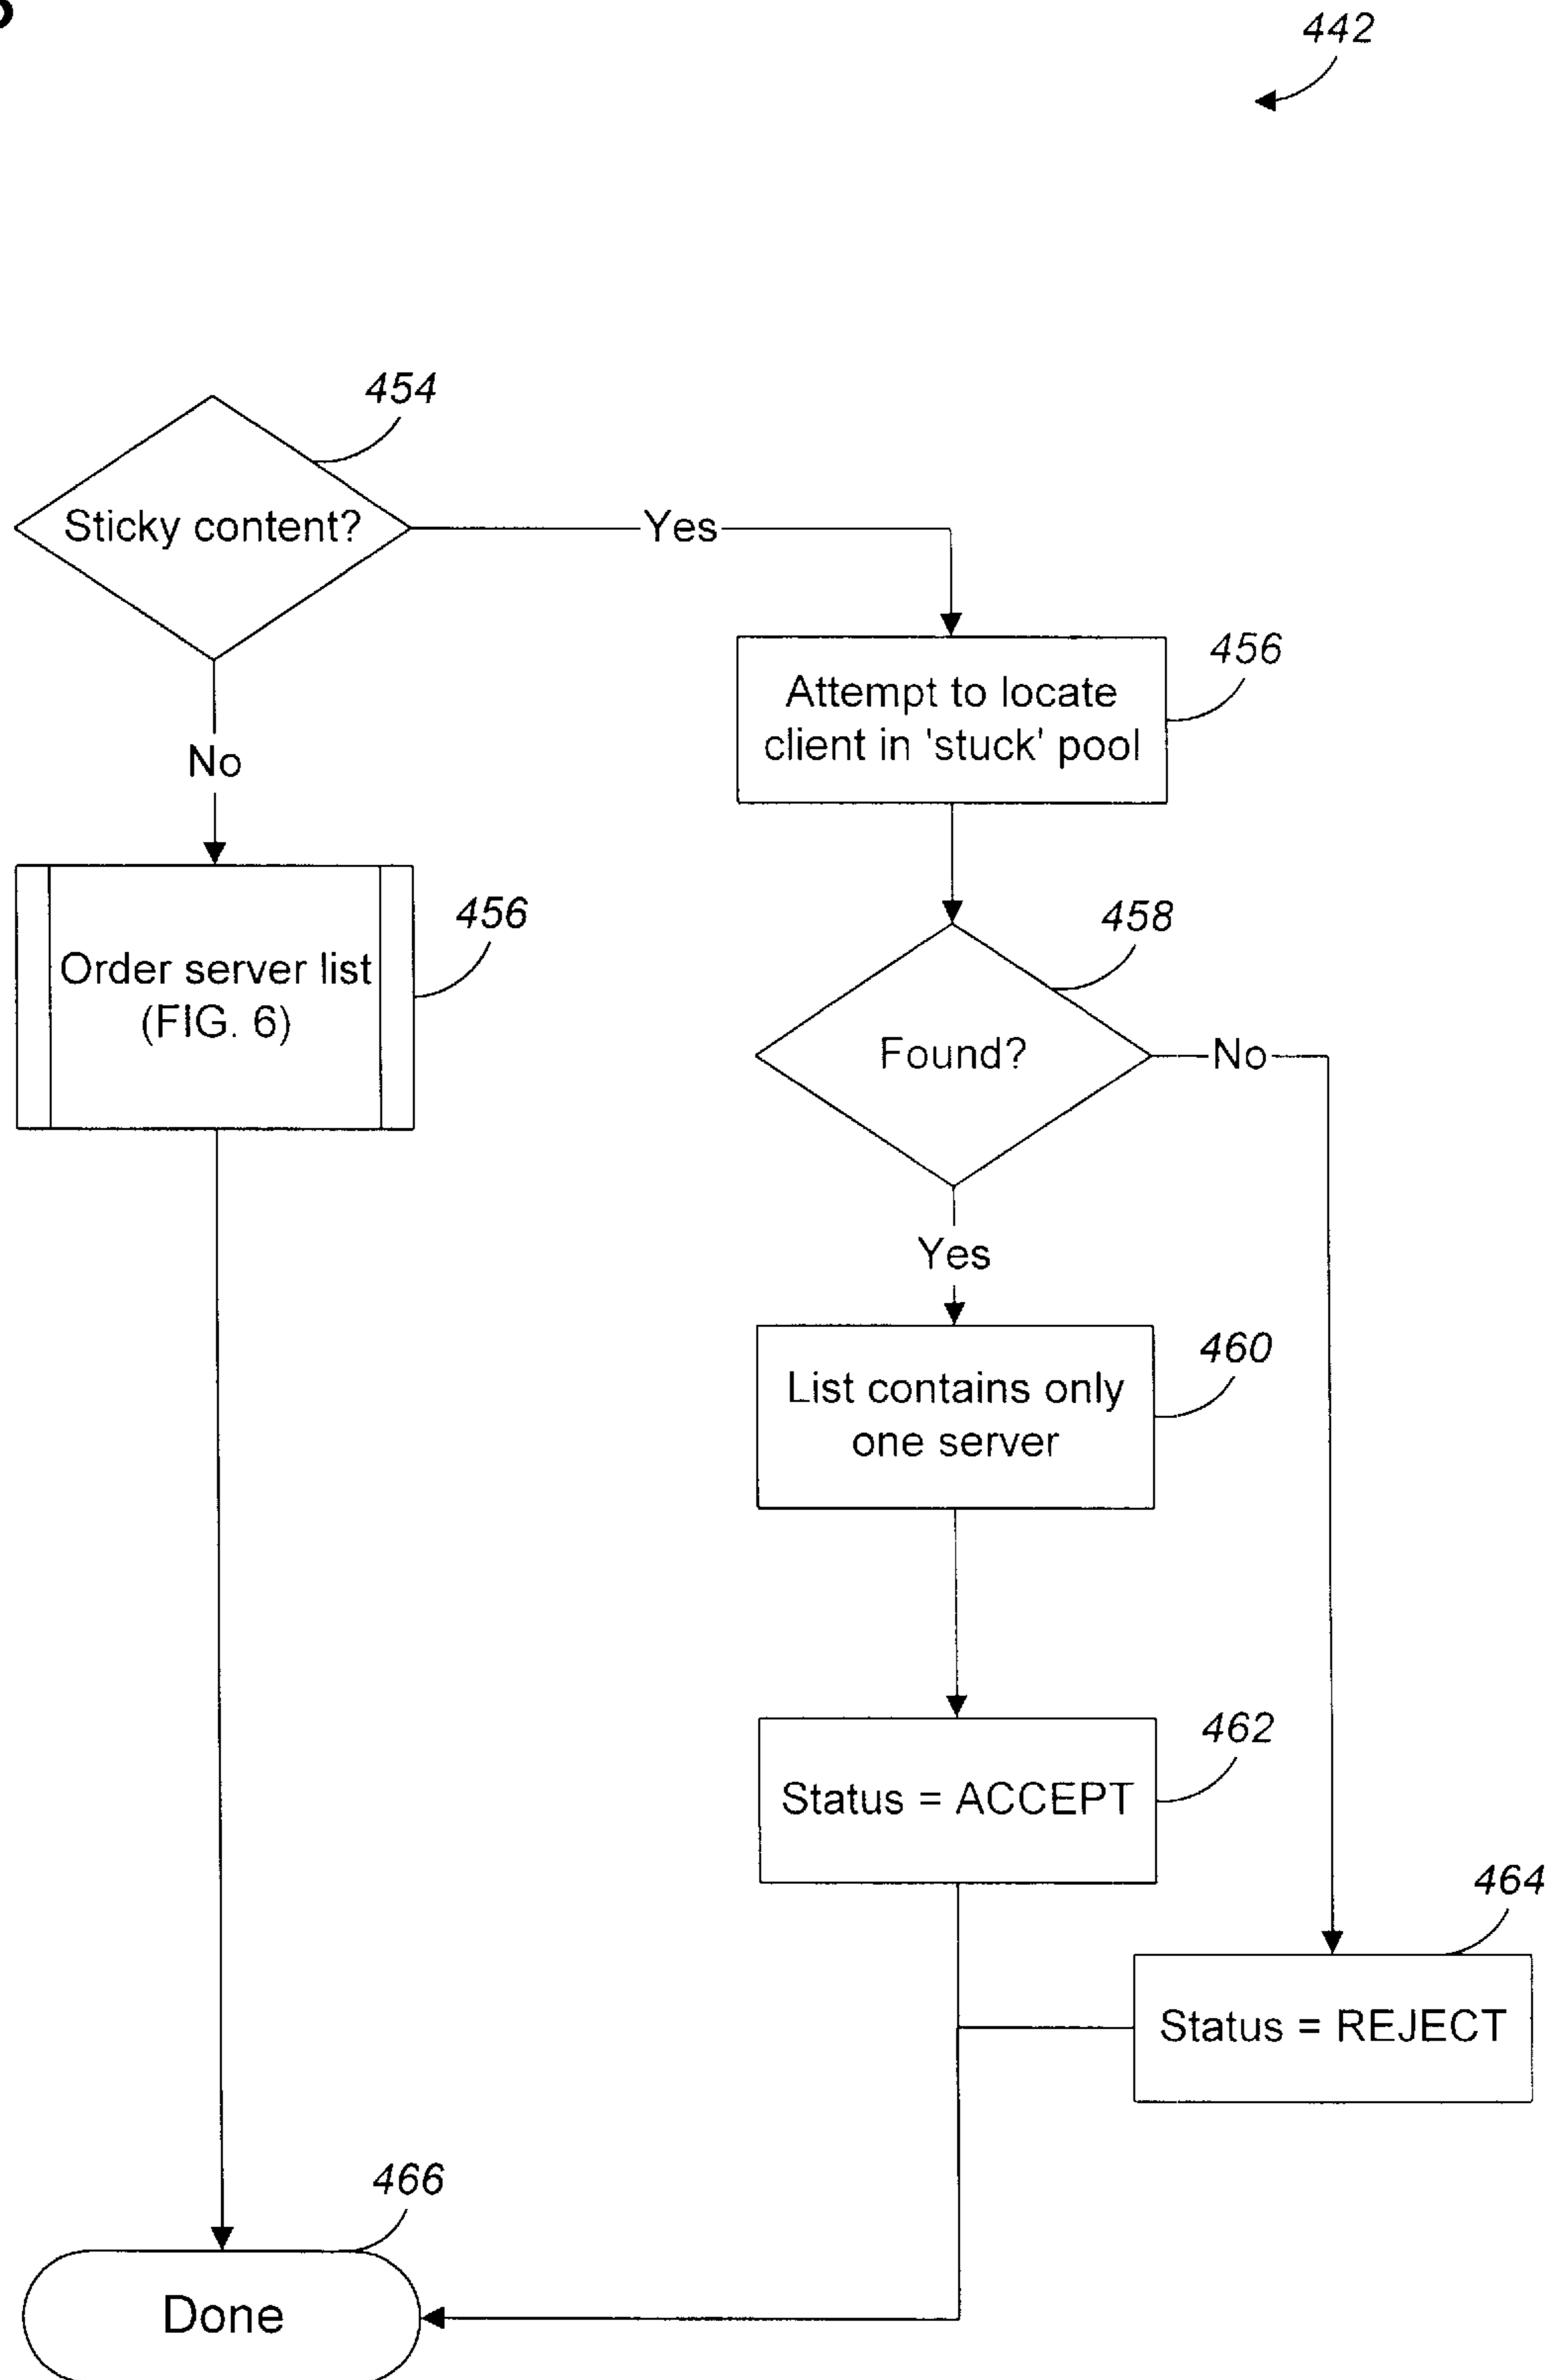 442
454
Sticky content?
Yes
456
Attempt to locate
client in 'stuck' pool
No
456
Order server list
(FIG. 6)
458
Found?
No
Yes
460
List contains only
one server
462
Status = ACCEPT
464
Status = REJECT
466
Done